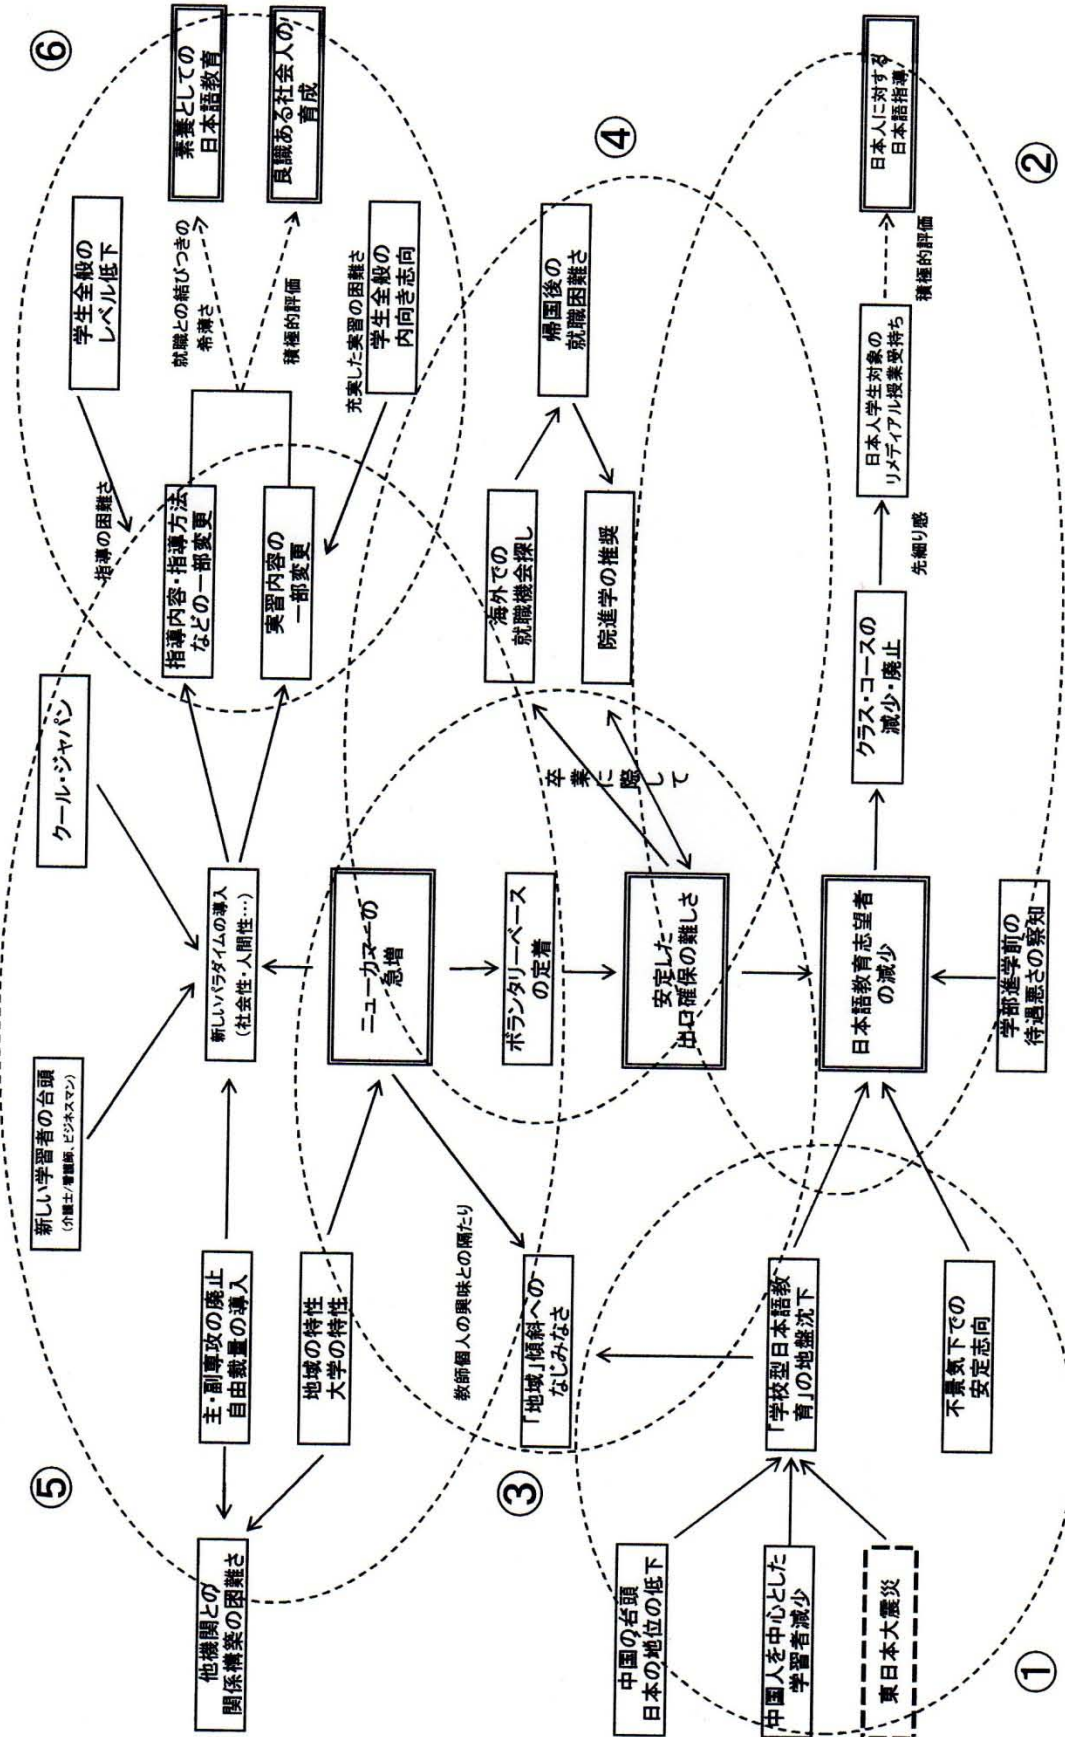 ⑤
他機関との
関係構築の困難さ
主・副専攻の廃止
自由裁量の導入
地域の特性
大学の特性
新しい学習者の台頭
(介護士/看護師、ビジネスマン)
クール・ジャパン
新しいパラダイムの導入
(社会性・人間性…)
ニューカマーの
急増
⑥
指導の困難さ
学生全般の
レベル低下
指導内容・指導方法
などの一部変更
実習内容の
一部変更
就職との結びつきの
希薄さ
積極的評価
充実した実習の困難さ
学生全般の
内向き志向
素養としての
日本語教育
良識ある社会人の
育成
③
教師個人の興味との隔たり
「地域」傾斜への
なじみなさ
ボランタリーベース
の定着
安定した
出口確保の難しさ
④
卒業に際して
海外での
就職機会探し
院進学の推奨
帰国後の
就職困難さ
①
中国の台頭
日本の地位の低下
中国人を中心とした
学習者減少
東日本大震災
「学校型日本語教
育」の地盤沈下
不景気下での
安定志向
②
日本語教育志望者
の減少
学部進学前の
待遇悪さの察知
クラス・コースの
減少・廃止
先細り感
日本人学生対象の
リメディアル授業受持ち
積極的評価
日本人に対する
日本語指導